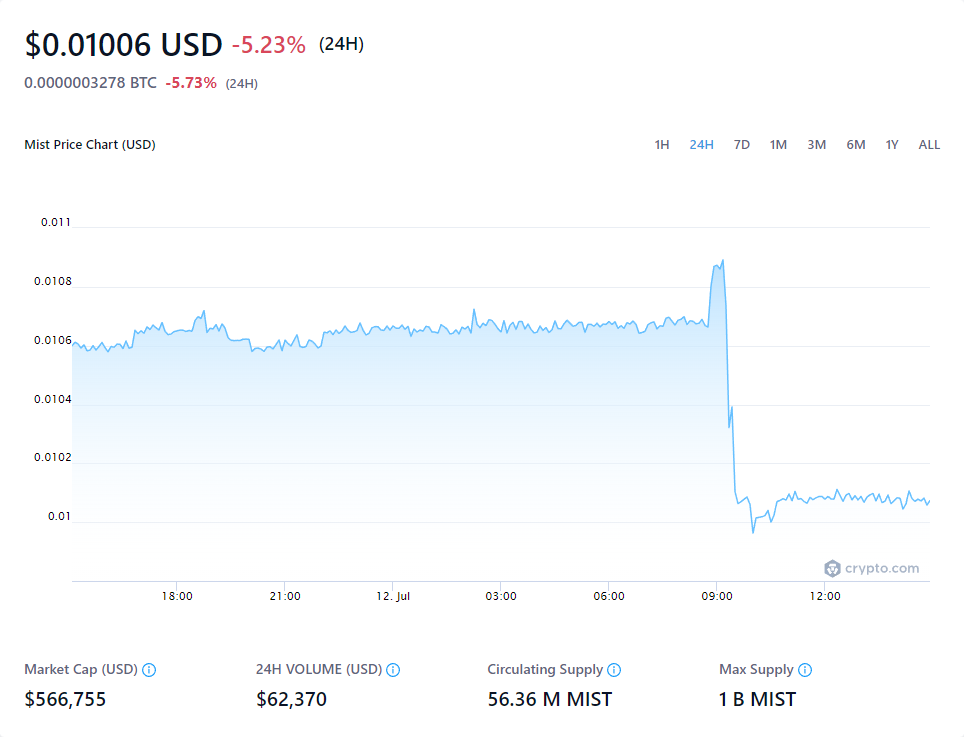 $0.01006 USD -5.23% (24H)
0.0000003278 BTC -5.73% (24H)
Mist Price Chart (USD) 1H 24H 7D 1M 3M 6M 1Y ALL
0.011
0.0108
0.0106
0.0104
0.0102
0.01
crypto.com
18:00 21:00 12. Jul 03:00 06:00 09:00 12:00
Market Cap (USD) 24H VOLUME (USD) Circulating Supply Max Supply
$566,755 $62,370 56.36 M MIST 1 B MIST